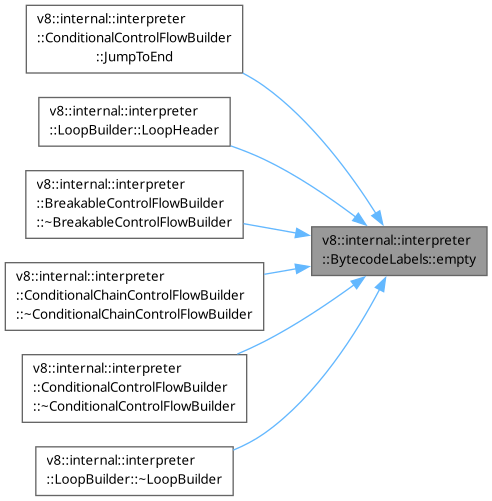 v8::internal::interpreter
::ConditionalControlFlowBuilder
::JumpToEnd
v8::internal::interpreter
::LoopBuilder::LoopHeader
v8::internal::interpreter
::BreakableControlFlowBuilder
::~BreakableControlFlowBuilder
v8::internal::interpreter
::BytecodeLabels::empty
v8::internal::interpreter
::ConditionalChainControlFlowBuilder
::~ConditionalChainControlFlowBuilder
v8::internal::interpreter
::ConditionalControlFlowBuilder
::~ConditionalControlFlowBuilder
v8::internal::interpreter
::LoopBuilder::~LoopBuilder